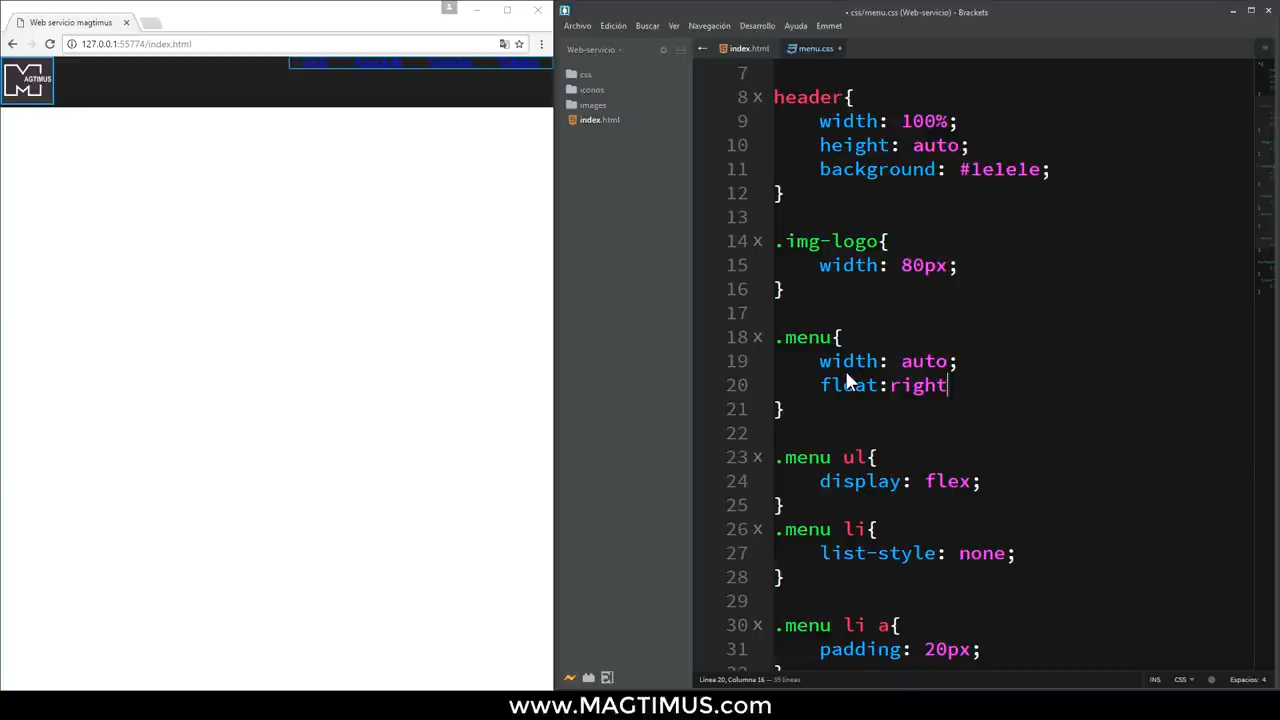 Web servicio magtimus
css/menu.css (Web-servicio) - Brackets
Archivo Edición Buscar Ver Navegación Desarrollo Ayuda Emmet
127.0.0.1:55774/index.html
Web-servicio
index.html
menu.css
css
iconos
images
index.html
MAGTIMUS
7
8 header{
9 width: 100%;
10 height: auto;
11 background: #1e1e1e;
12 }
13
14 .img-logo{
15 width: 80px;
16 }
17
18 .menu{
19 width: auto;
20 float:right
21 }
22
23 .menu ul{
24 display: flex;
25 }
26 .menu li{
27 list-style: none;
28 }
29
30 .menu li a{
31 padding: 20px;
Línea 20, Columna 16 — 35 líneas
INS CSS Espacios: 4
www.MAGTIMUS.com